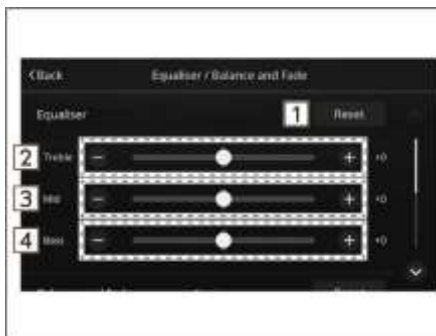 Back Equaliser / Balance and Fade
Equaliser 1 Reset
2 Treble − + +0
3 Mid − + +0
4 Bass − + +0